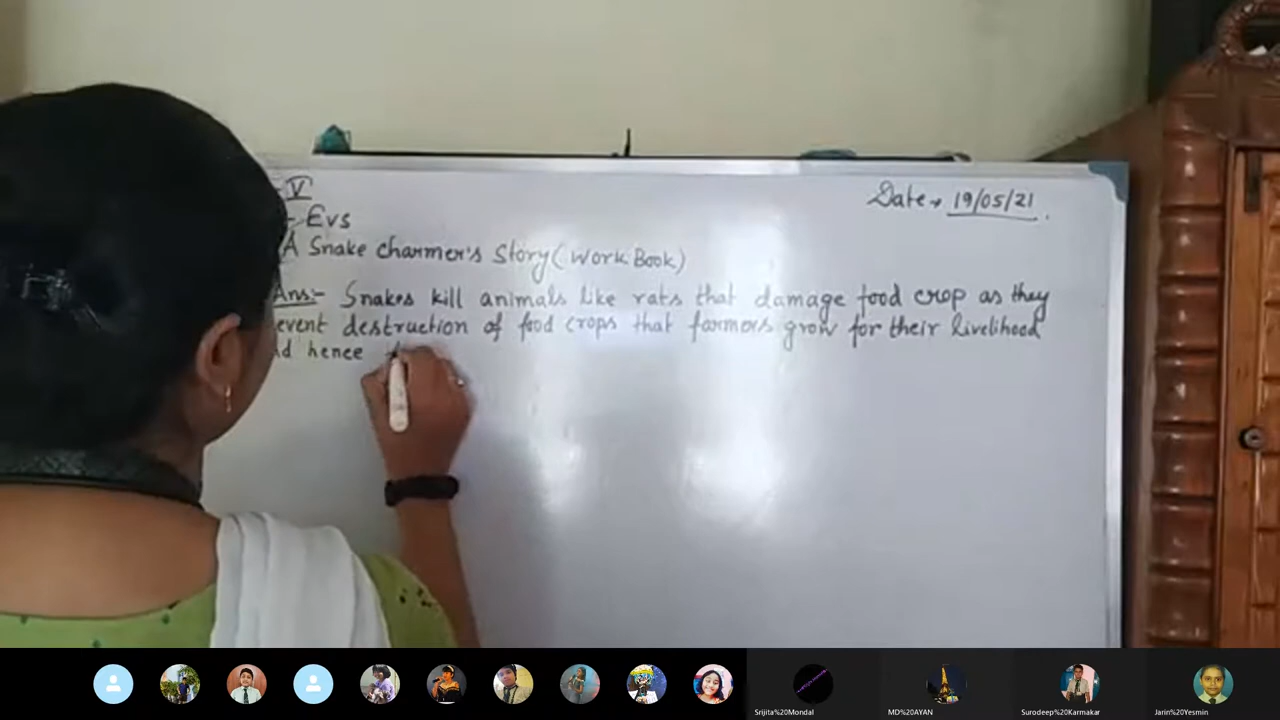 V
Date → 19/05/21.
- Evs
A Snake Charmer's Story (Work Book)
Ans:- Snakes kill animals like rats that damage food crop as they
event destruction of food crops that farmers grow for their livelihood
d hence
Srijita%20Mondal
MD%20AYAN
Surodeep%20Karmakar
Jarin%20Yesmin